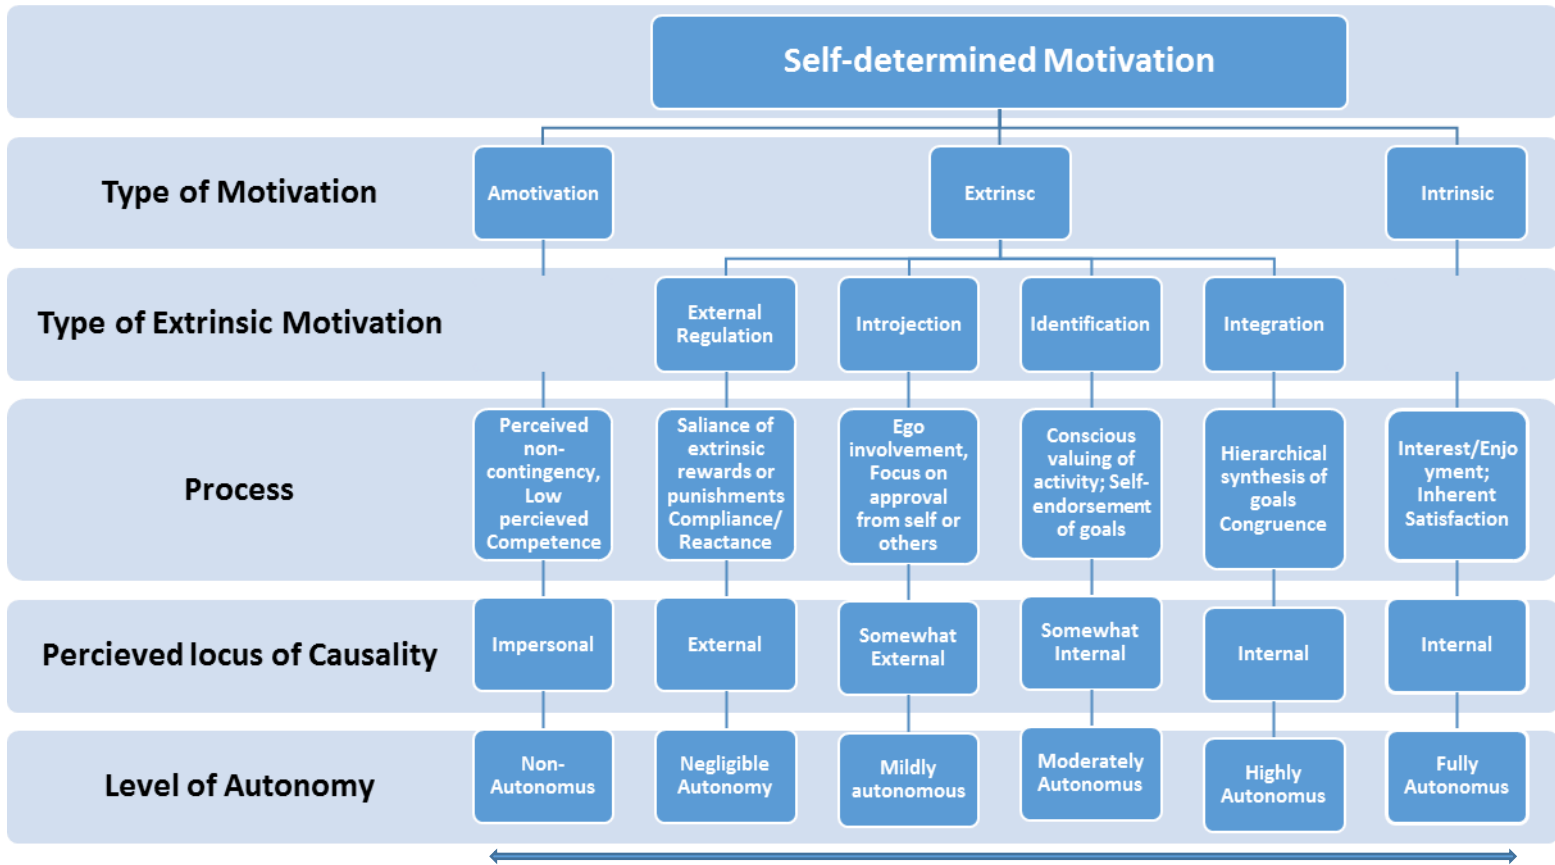 Self-determined Motivation
Type of Motivation
Amotivation
Extrinsc
Intrinsic
Type of Extrinsic Motivation
External
Regulation
Introjection
Identification
Integration
Process
Perceived
non-
contingency,
Low
percieved
Competence
Saliance of
extrinsic
rewards or
punishments
Compliance/
Reactance
Ego
involvement,
Focus on
approval
from self or
others
Conscious
valuing of
activity; Self-
endorsement
of goals
Hierarchical
synthesis of
goals
Congruence
Interest/Enjo
yment;
Inherent
Satisfaction
Percieved locus of Causality
Impersonal
External
Somewhat
External
Somewhat
Internal
Internal
Internal
Level of Autonomy
Non-
Autonomus
Negligible
Autonomy
Mildly
autonomous
Moderately
Autonomus
Highly
Autonomus
Fully
Autonomus